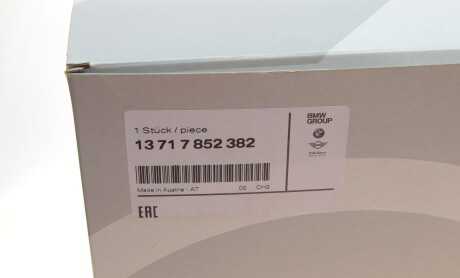 1 Stück / piece
13 71 7 852 382
Made in Austria - AT 02 CH2
EAC
BMW
GROUP